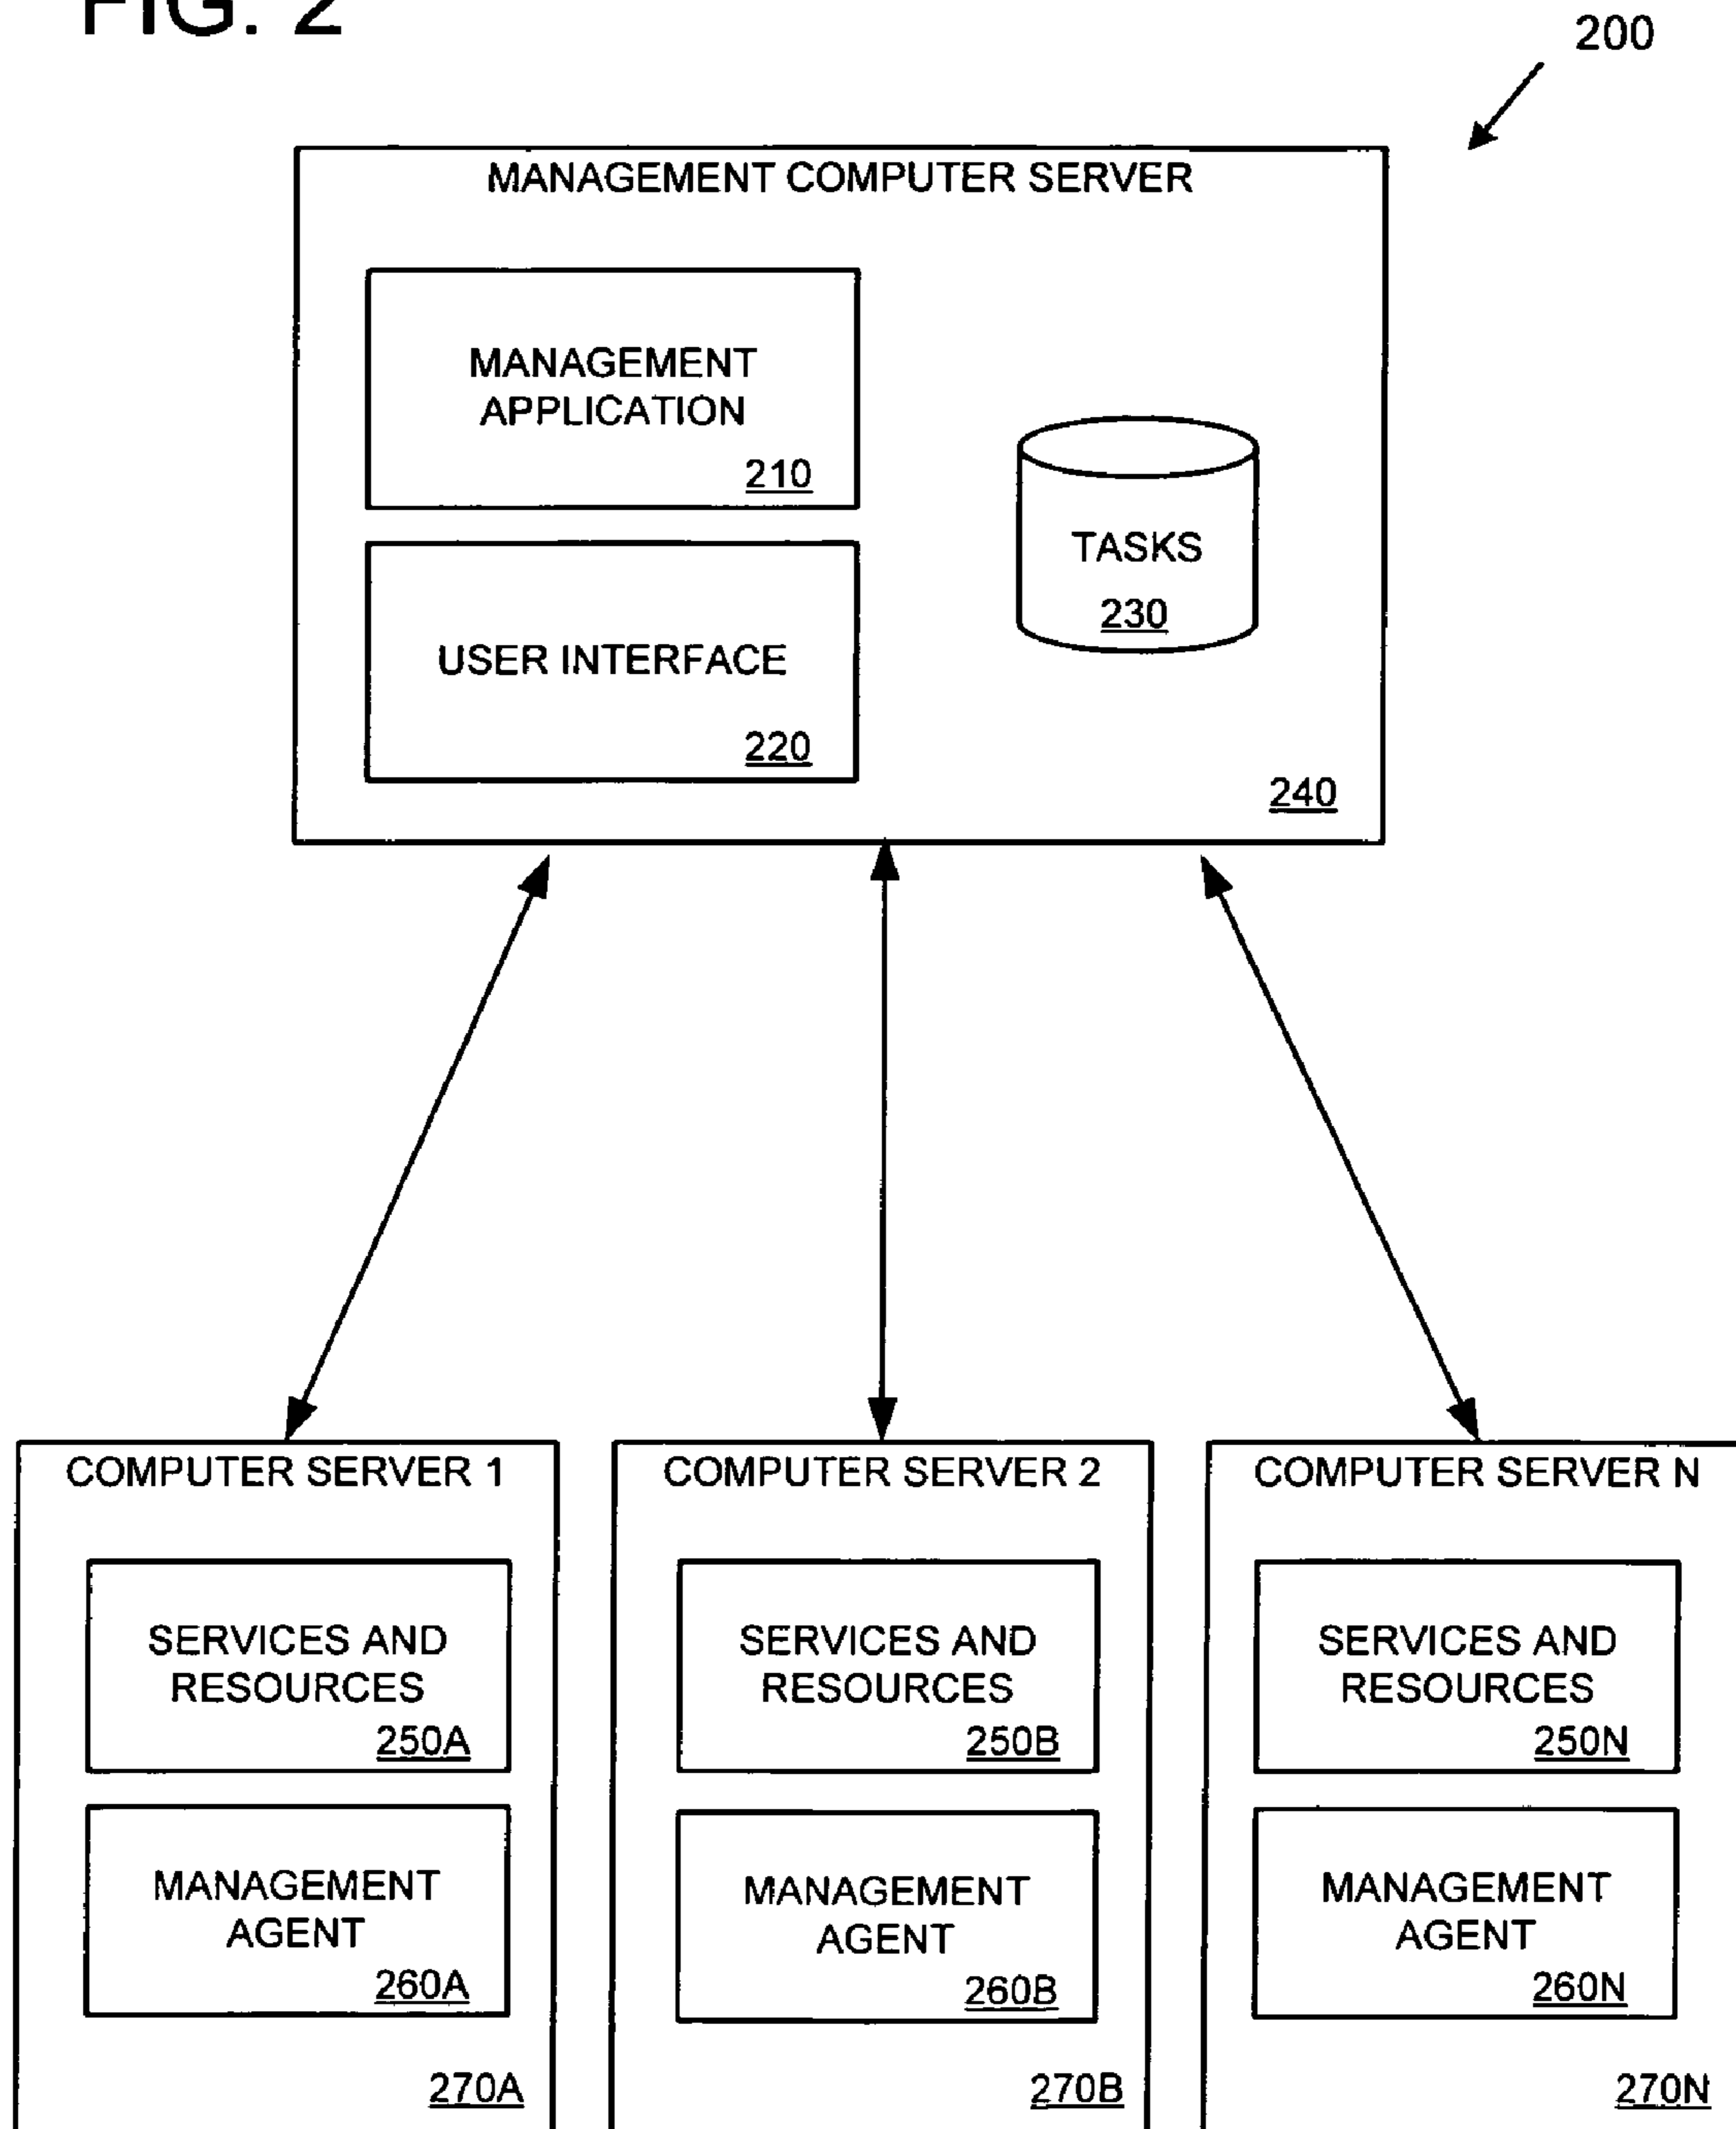 FIG. 2
200
MANAGEMENT COMPUTER SERVER
MANAGEMENT
APPLICATION
210
TASKS
230
USER INTERFACE
220
240
COMPUTER SERVER 1
SERVICES AND
RESOURCES
250A
MANAGEMENT
AGENT
260A
270A
COMPUTER SERVER 2
SERVICES AND
RESOURCES
250B
MANAGEMENT
AGENT
260B
270B
COMPUTER SERVER N
SERVICES AND
RESOURCES
250N
MANAGEMENT
AGENT
260N
270N